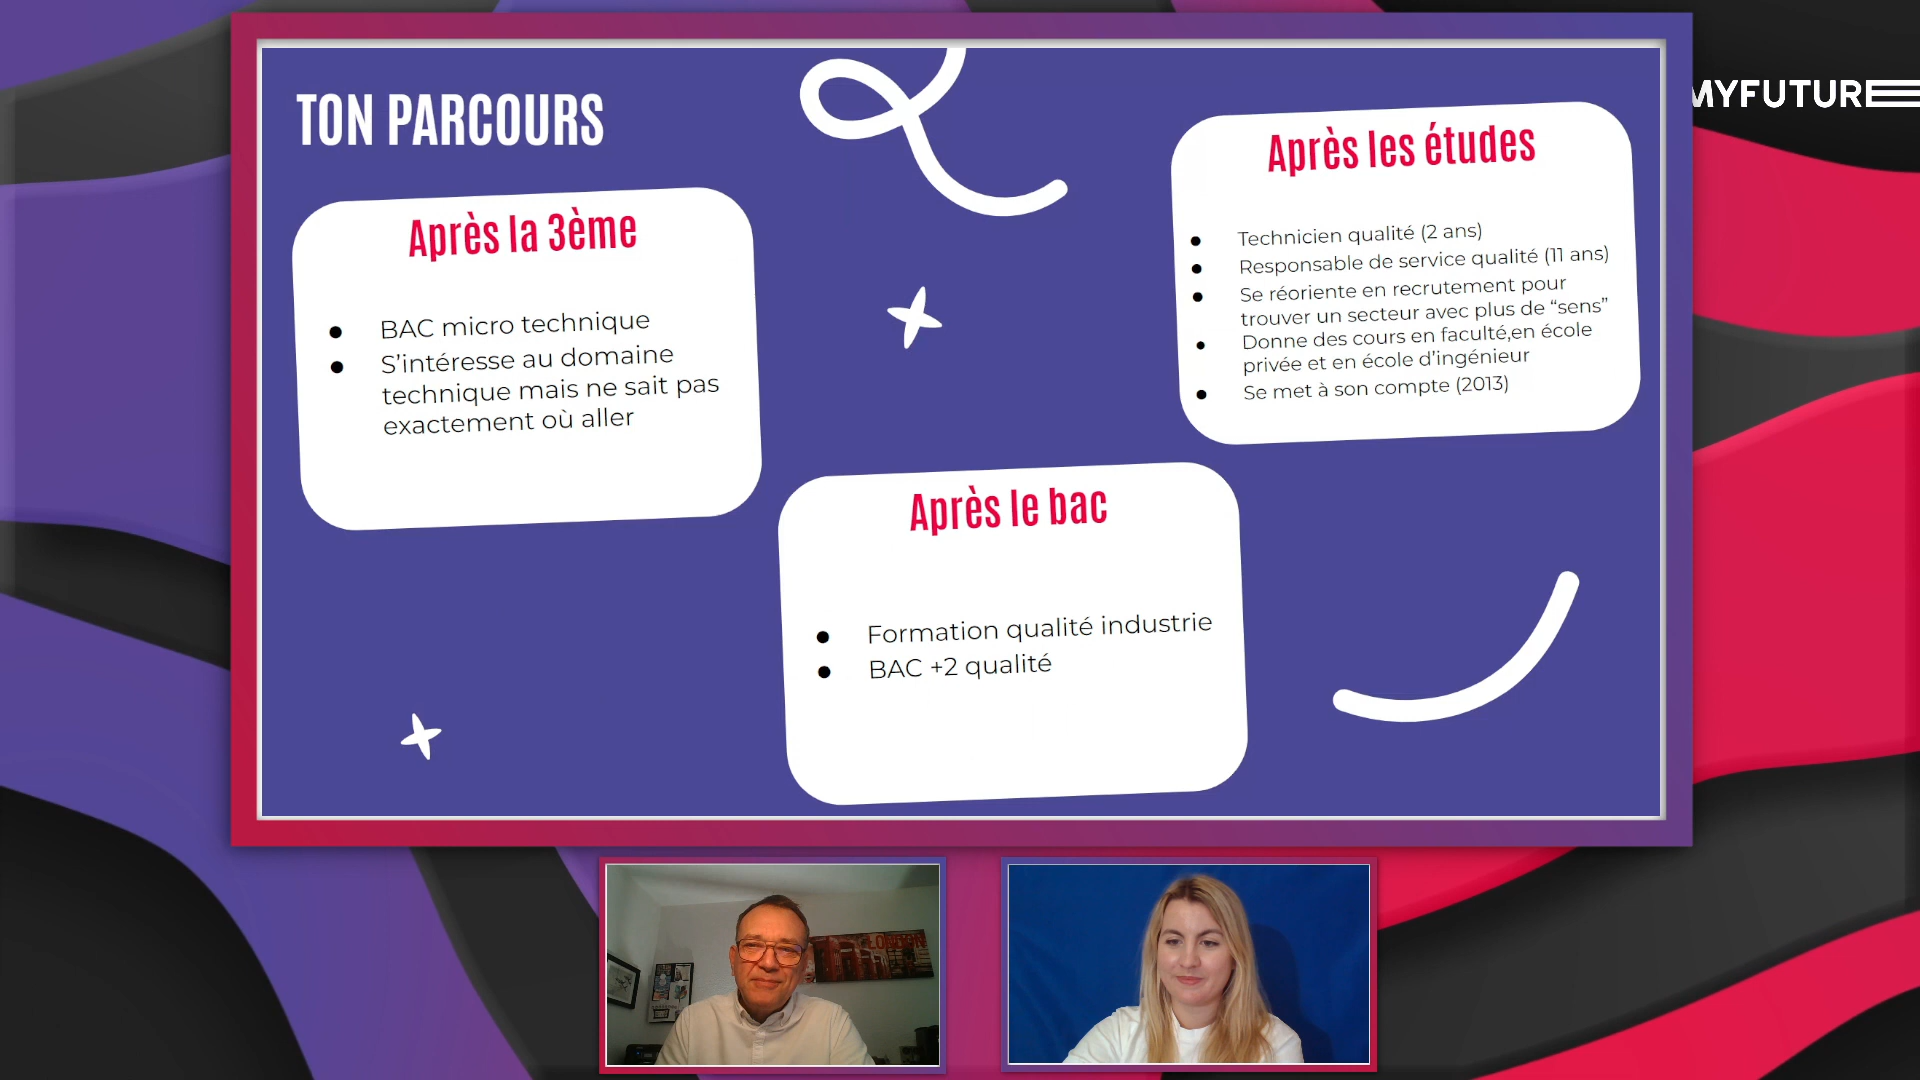 TON PARCOURS
Après la 3ème
● BAC micro technique
● S'intéresse au domaine
technique mais ne sait pas
exactement où aller
Après le bac
● Formation qualité industrie
● BAC +2 qualité
Après les études
● Technicien qualité (2 ans)
● Responsable de service qualité (11 ans)
● Se réoriente en recrutement pour
trouver un secteur avec plus de “sens”
● Donne des cours en faculté,en école
privée et en école d'ingénieur
● Se met à son compte (2013)
MYFUTURE
LONDON